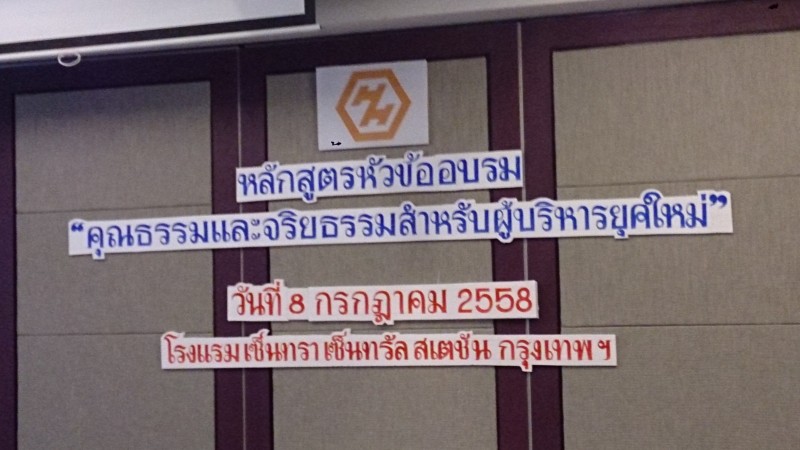 หลักสูตรหัวข้ออบรม
“คุณธรรมและจริยธรรมสำหรับผู้บริหารยุคใหม่”
วันที่ 8 กรกฎาคม 2558
โรงแรมเซ็นทรา เซ็นทรัล สเตชัน กรุงเทพฯ